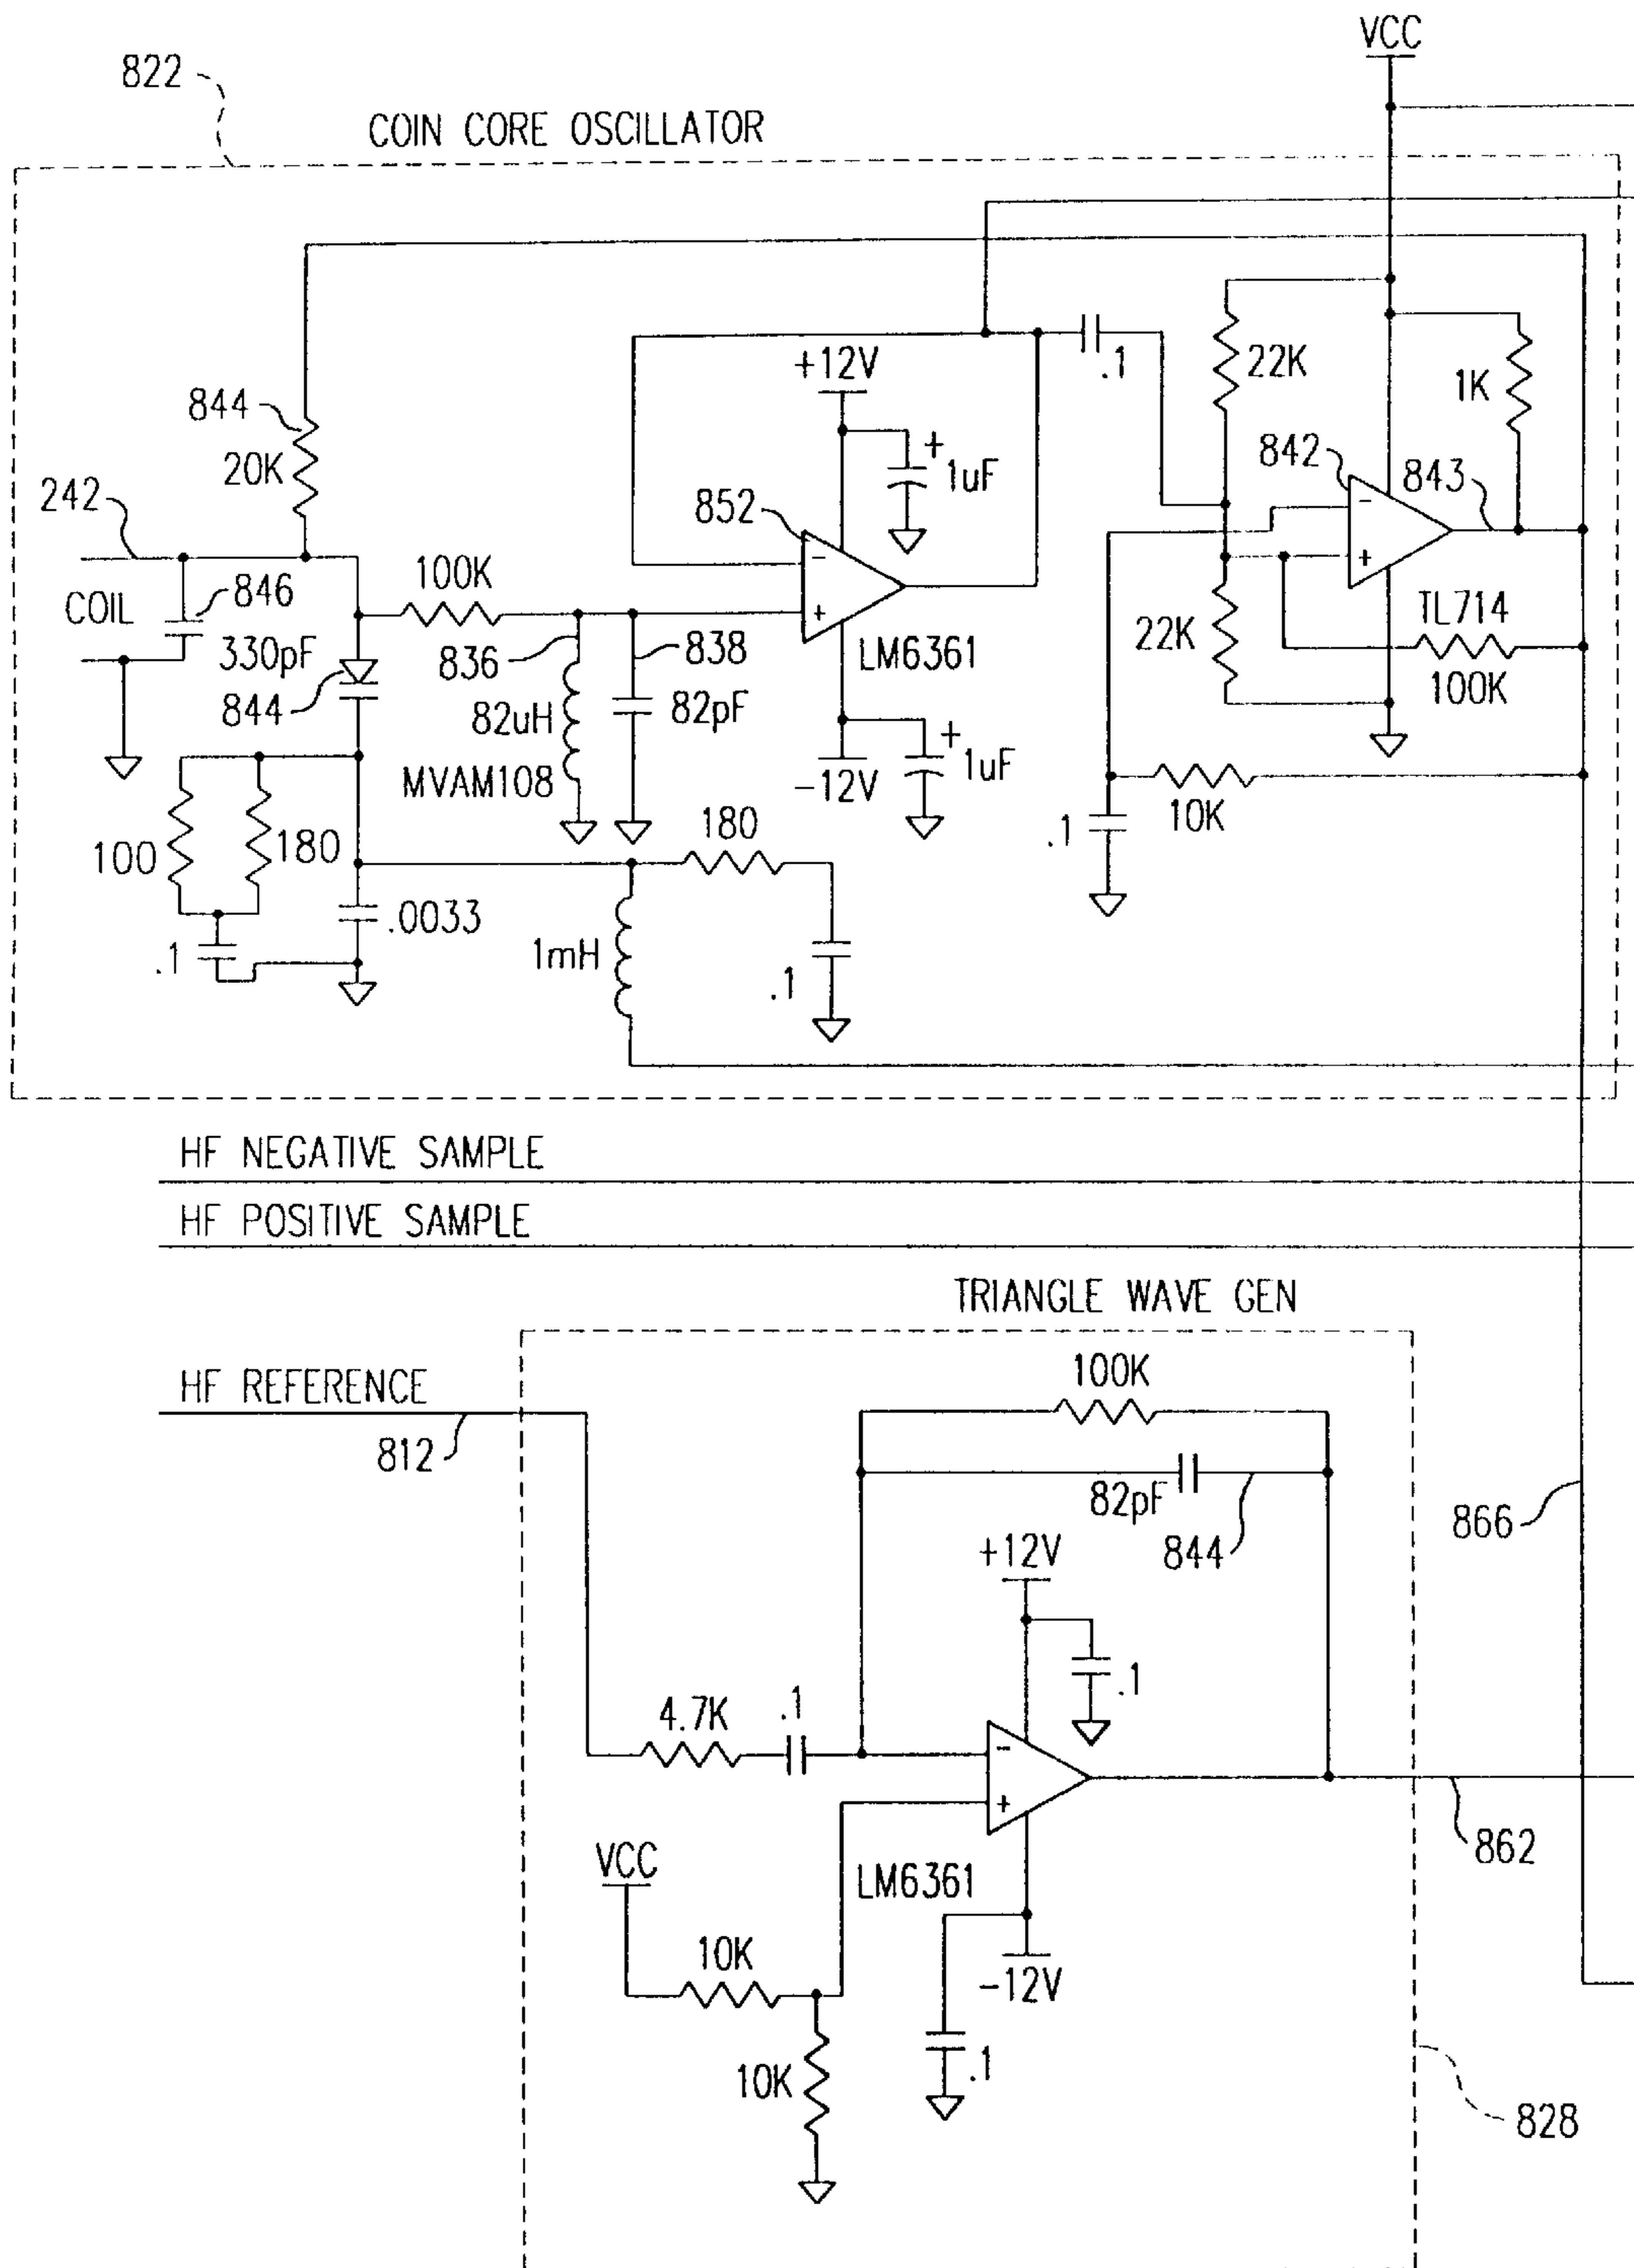 VCC
822
COIN CORE OSCILLATOR
+12V
.1
22K
1K
844
20K
+
1uF
842
843
242
852
-
100K
-
+
COIL
846
+
330pF
836
838
LM6361
22K
TL714
100K
844
82uH
82pF
+
1uF
MVAM108
-12V
10K
.1
100
180
180
.0033
.1
1mH
.1
HF NEGATIVE SAMPLE
HF POSITIVE SAMPLE
TRIANGLE WAVE GEN
HF REFERENCE
812
100K
82pF
844
866
+12V
.1
4.7K
.1
-
+
862
VCC
LM6361
10K
-12V
10K
.1
828